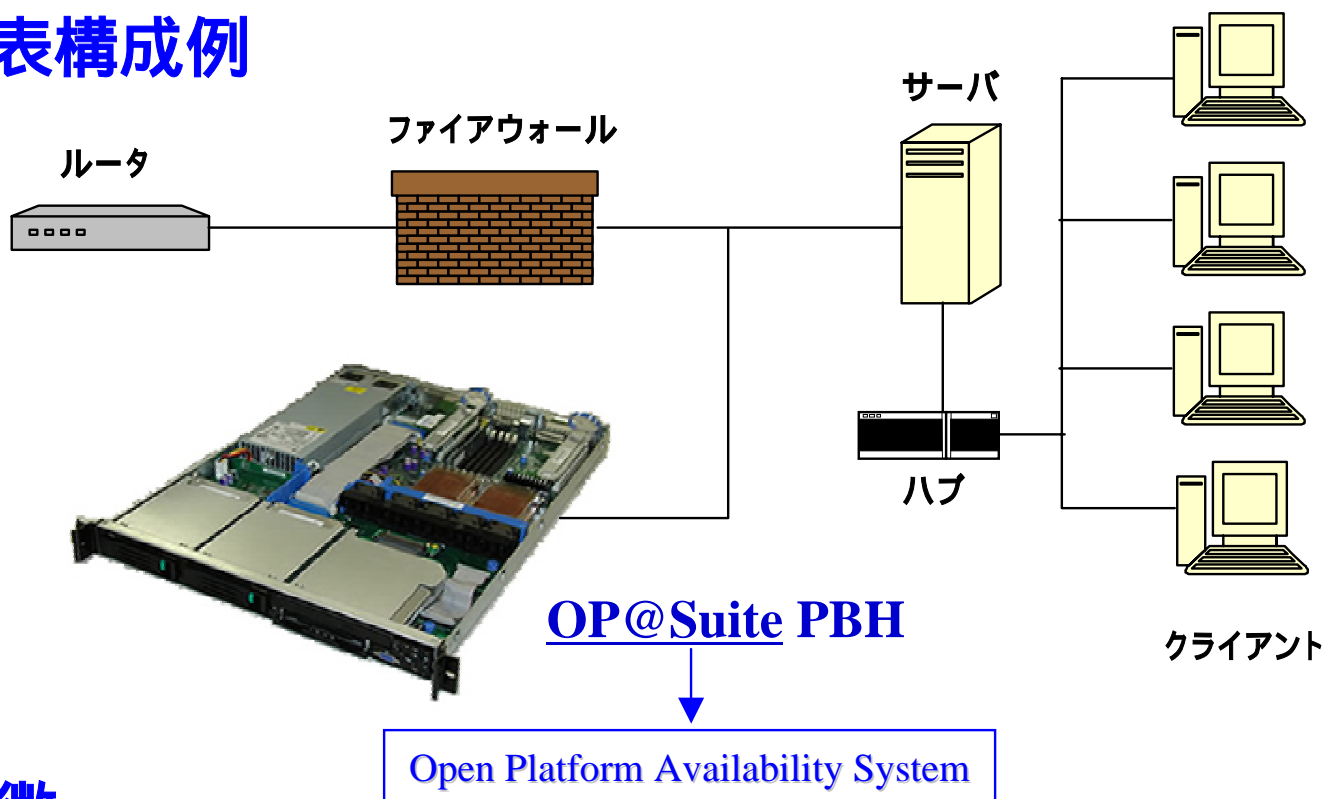 表構成例
サーバ
ファイアウォール
ルータ
ハブ
OP@Suite PBH
クライアント
Open Platform Availability System